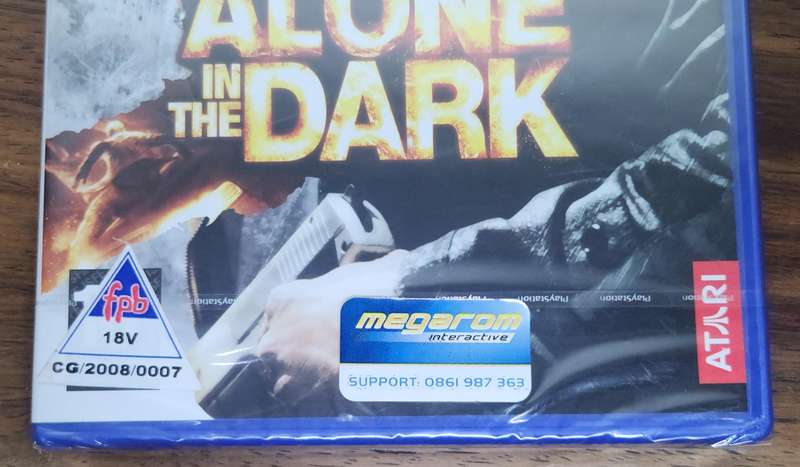 ALONE
IN
THE
DARK
PlayStation
PlayStation
PlayStation
PlayStation
fpb
18V
CG/2008/0007
megarom
interactive
SUPPORT: 0861 987 363
ATARI